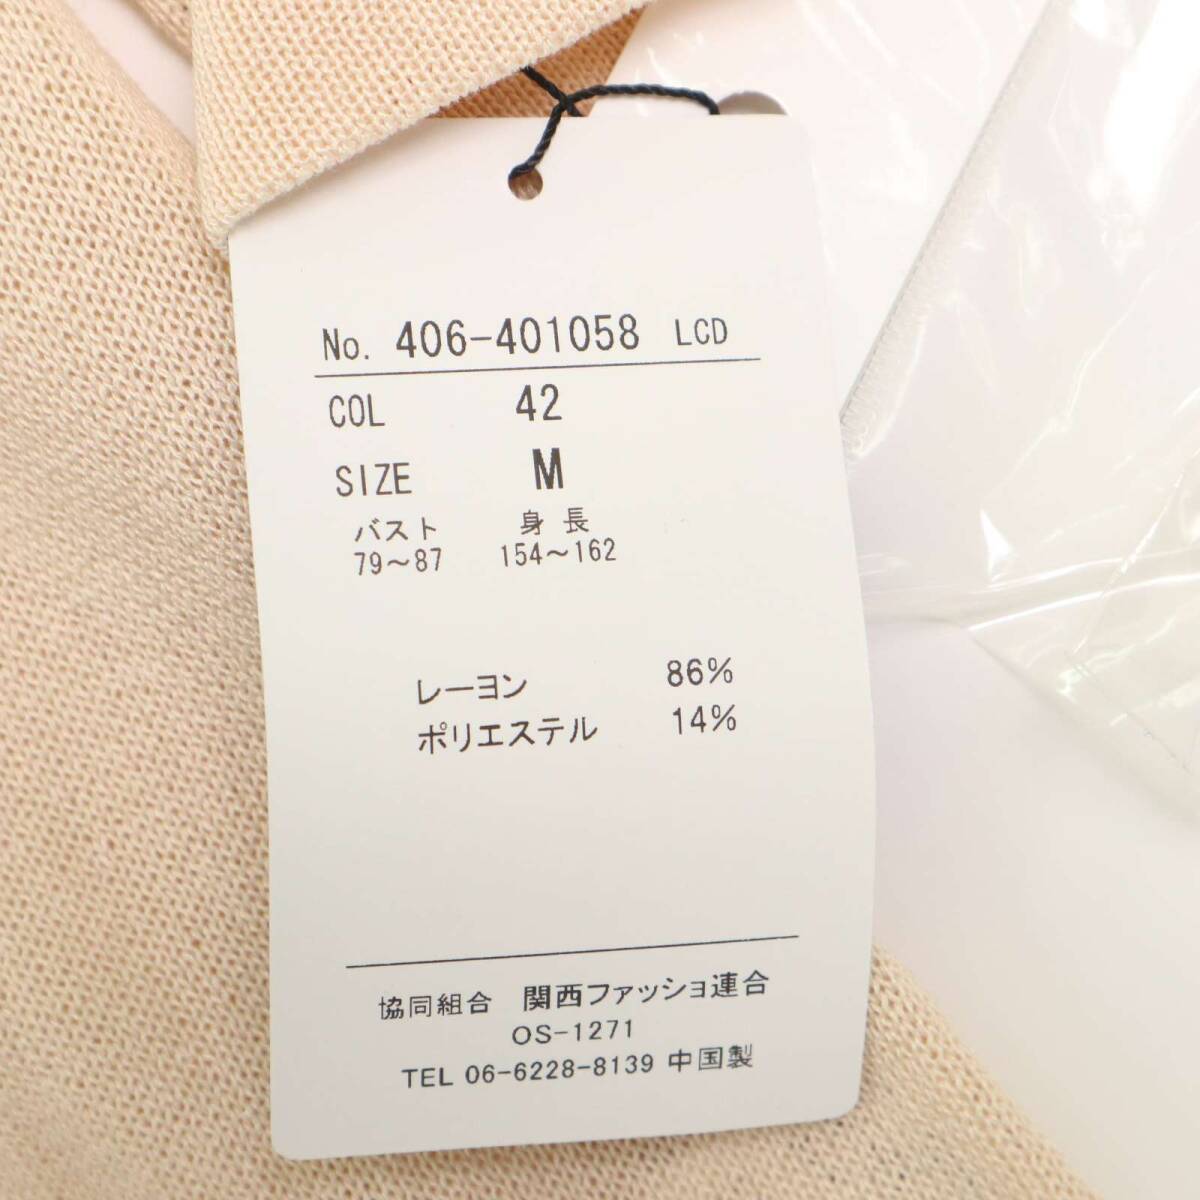 No. 406-401058 LCD
COL 42
SIZE M
バスト 身長
79～87 154～162
レーヨン 86%
ポリエステル 14%
協同組合 関西ファッショ連合
OS-1271
TEL 06-6228-8139 中国製